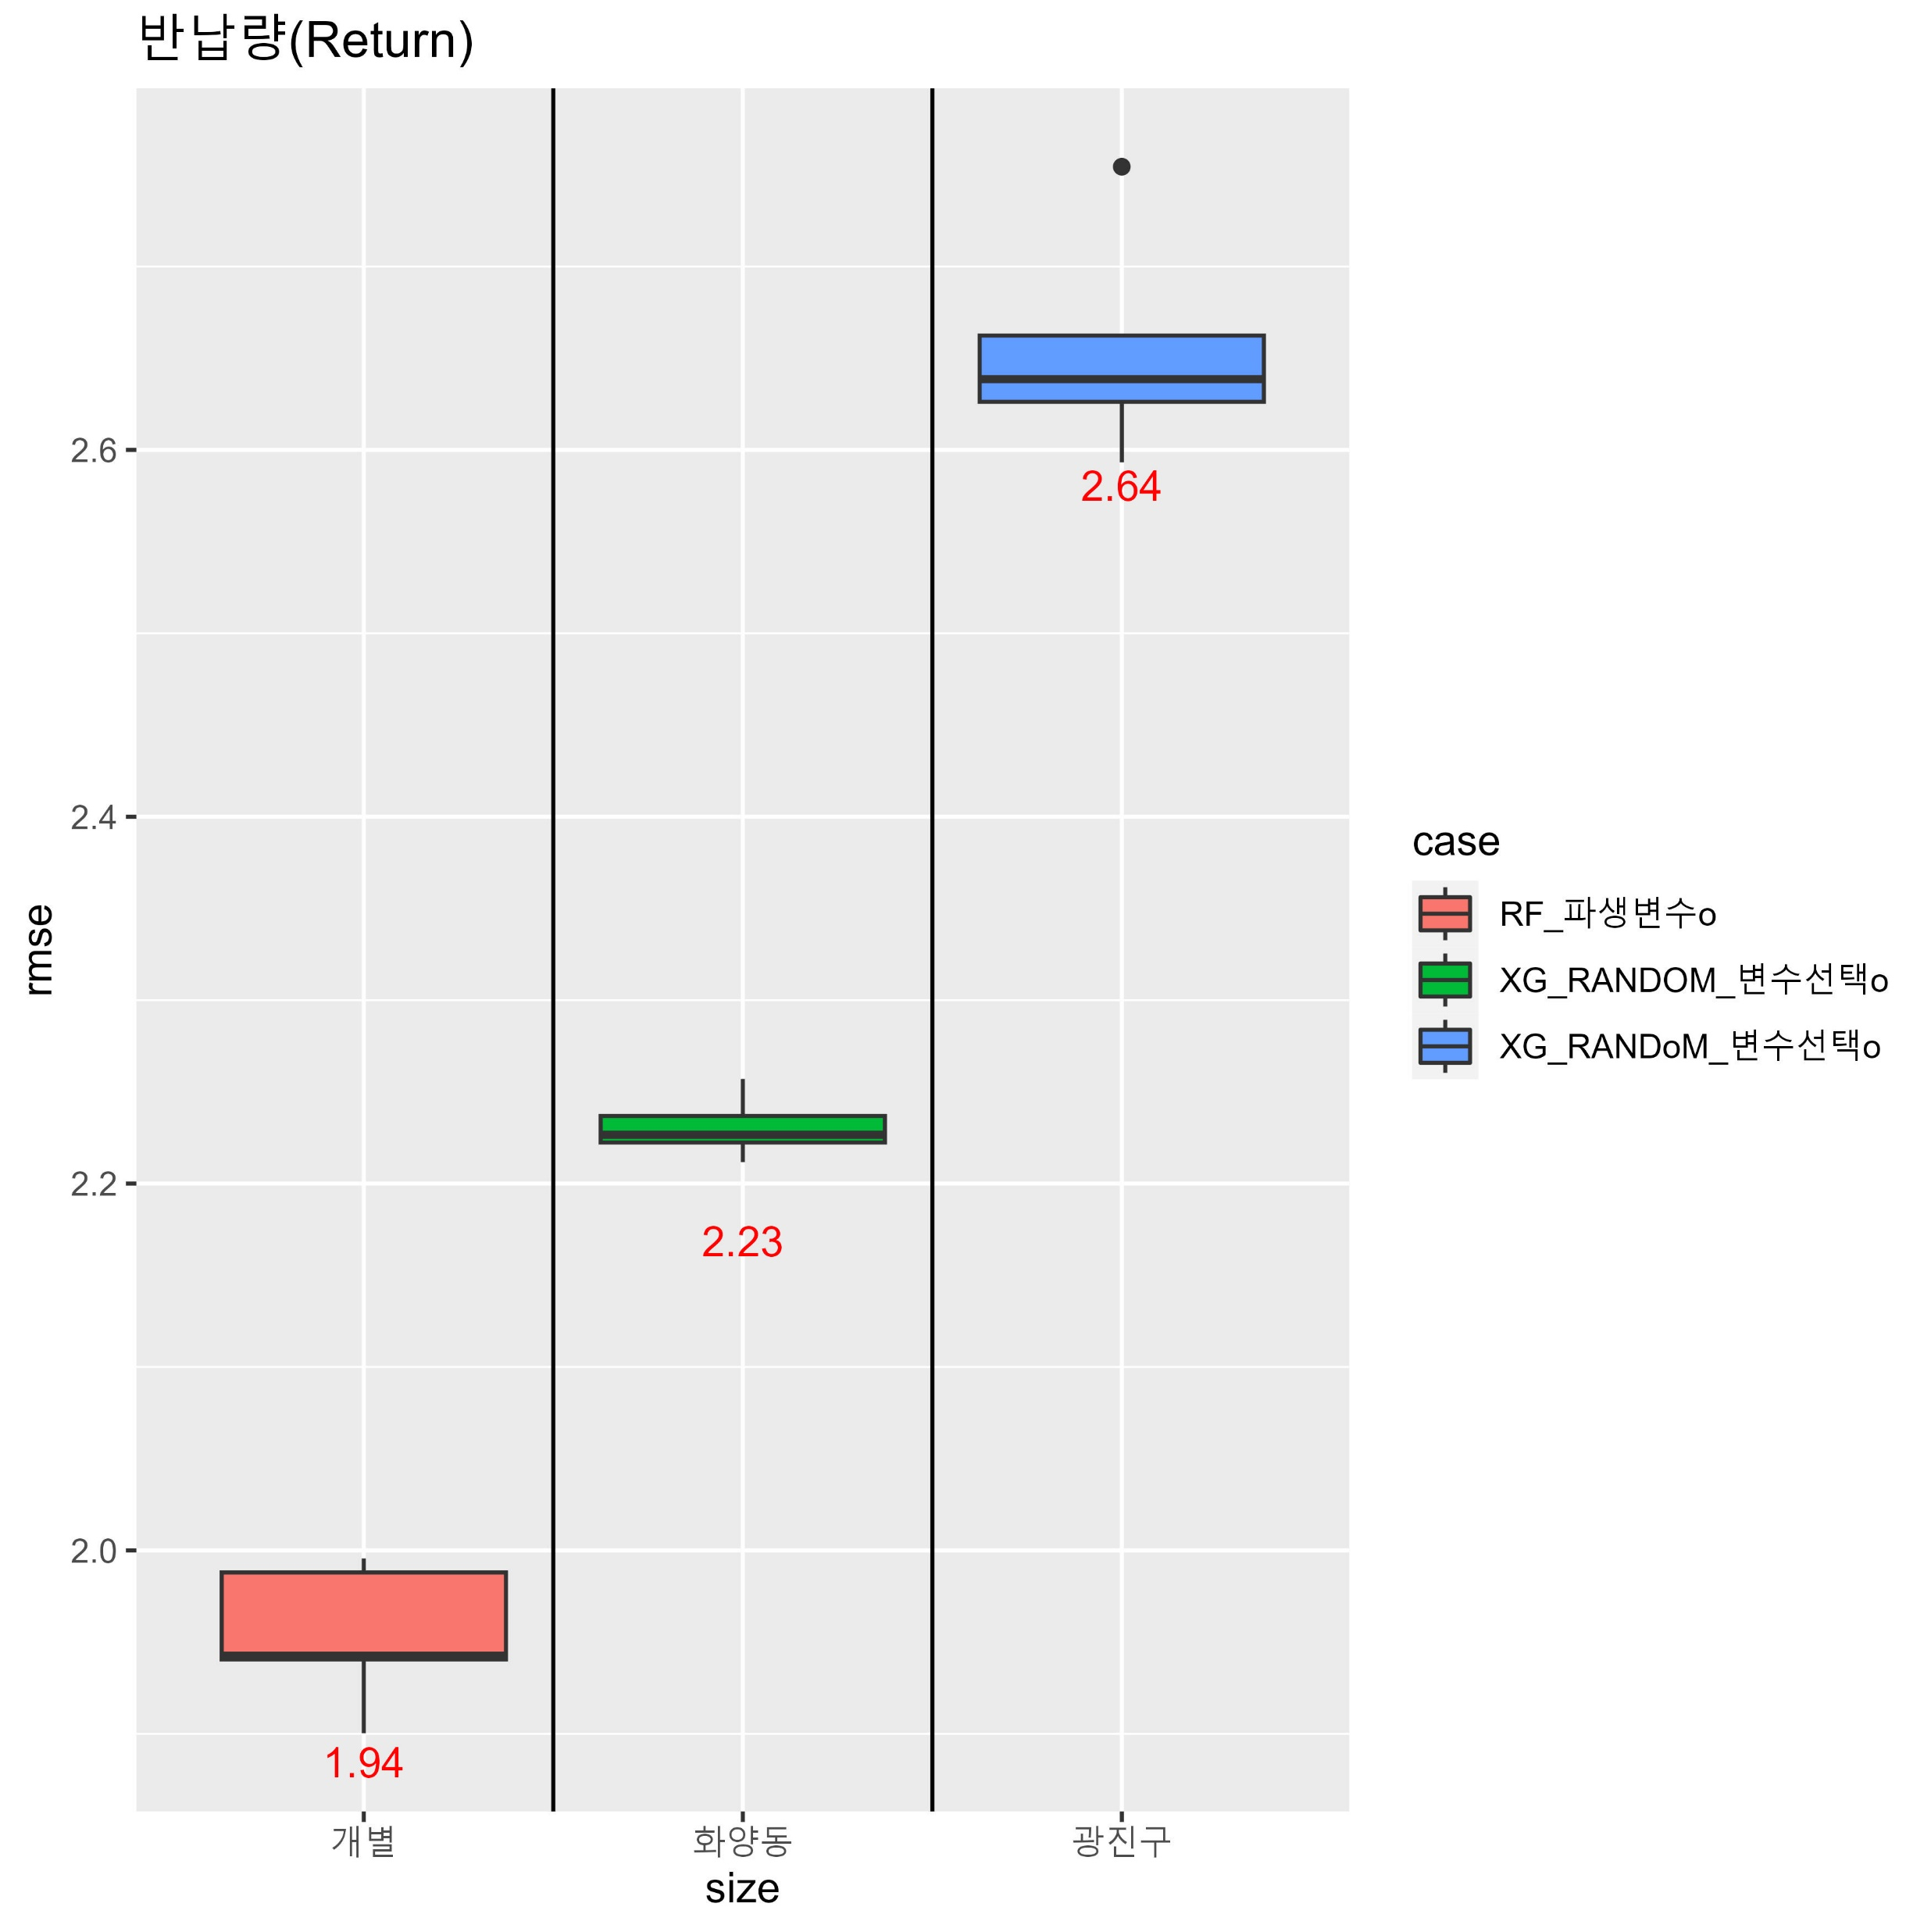 반납량(Return)
rmse
2.6
2.4
2.2
2.0
2.64
2.23
1.94
개별
화양동
광진구
size
case
RF_파생변수o
XG_RANDOM_변수선택o
XG_RANDoM_변수선택o